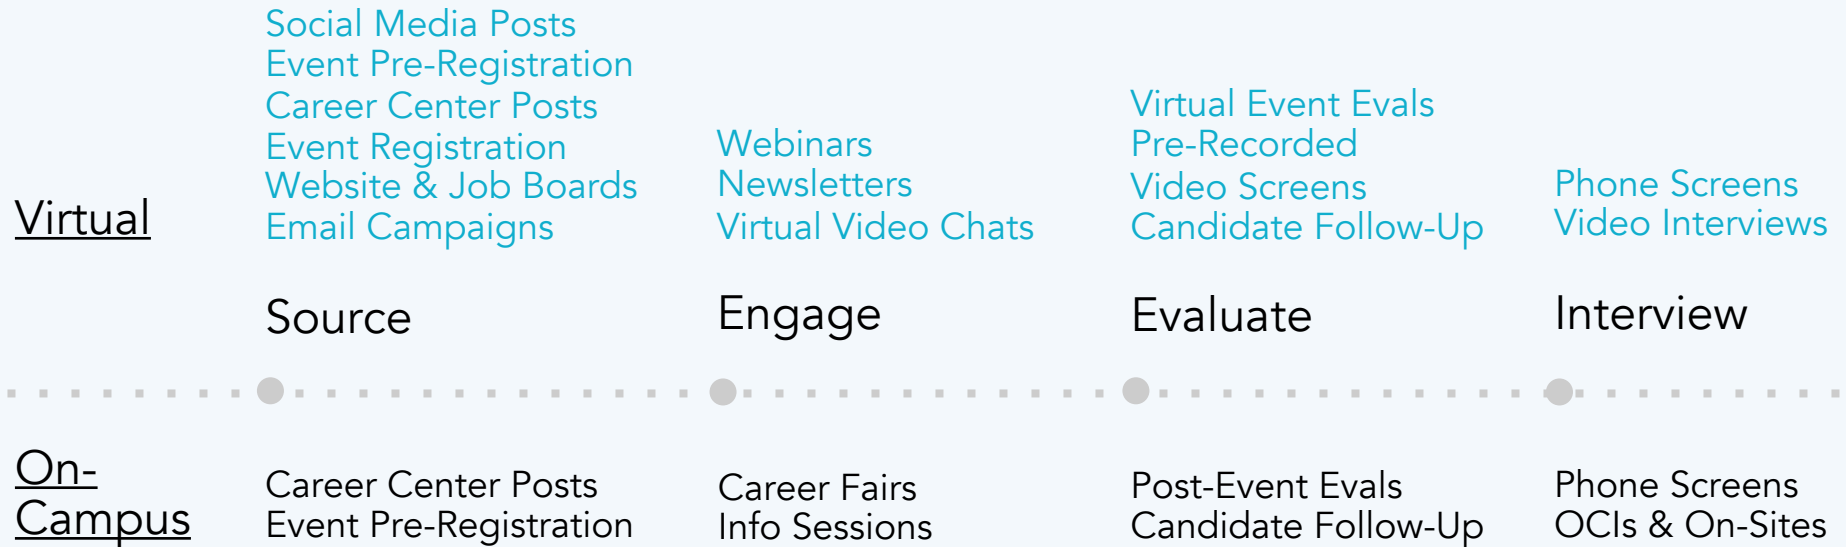 Virtual
Social Media Posts
Event Pre-Registration
Career Center Posts
Event Registration
Website & Job Boards
Email Campaigns
Webinars
Newsletters
Virtual Video Chats
Virtual Event Evals
Pre-Recorded
Video Screens
Candidate Follow-Up
Phone Screens
Video Interviews
Source
Engage
Evaluate
Interview
On-
Campus
Career Center Posts
Event Pre-Registration
Career Fairs
Info Sessions
Post-Event Evals
Candidate Follow-Up
Phone Screens
OCIs & On-Sites